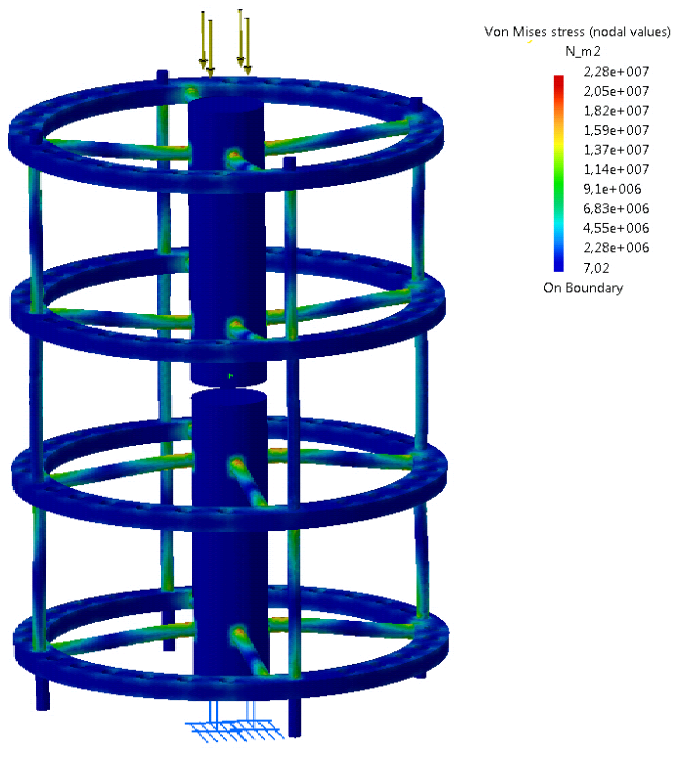 Von Mises stress (nodal values)
N_m2
2,28e+007
2,05e+007
1,82e+007
1,59e+007
1,37e+007
1,14e+007
9,1e+006
6,83e+006
4,55e+006
2,28e+006
7,02
On Boundary